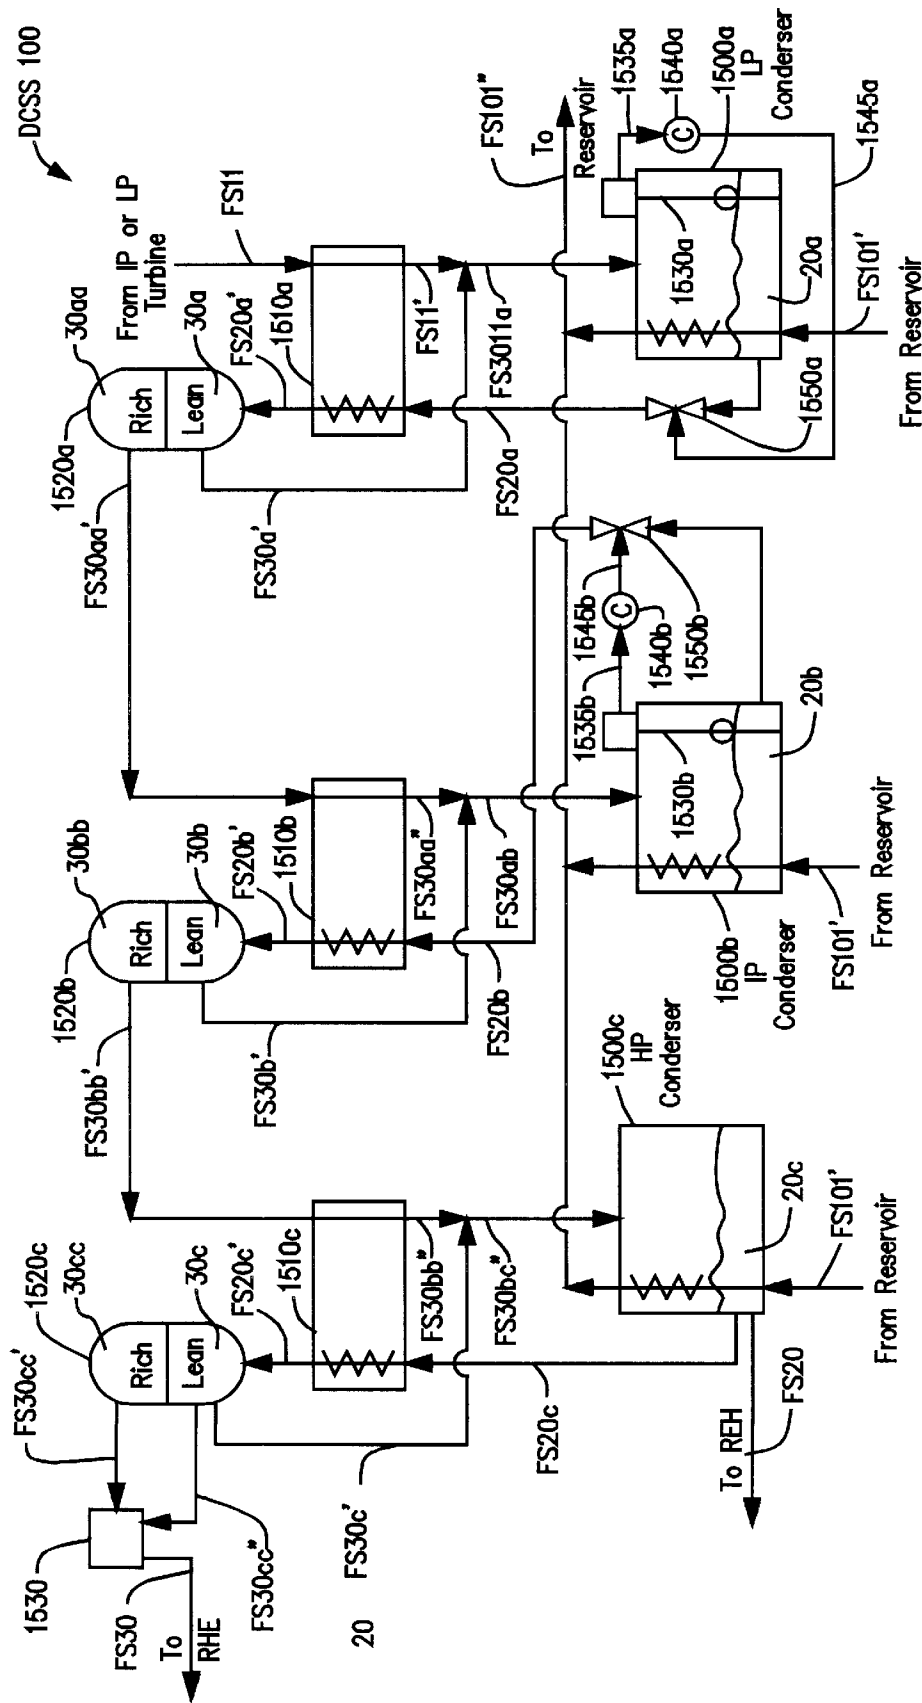 DCSS 100
1520c
30cc
FS30cc'
Rich
Lean
30c
FS20c'
1510c
1530
FS30
To
RHE
FS30cc"
FS30c'
20
FS30bb'
FS30bb"
FS30bc"
FS20c
1500c
HP
Conderser
20c
FS101'
From Reservoir
To REH
FS20
1520b
30bb
Rich
Lean
30b
FS20b'
1510b
FS30b'
FS30aa'
FS30aa"
FS30ab
FS20b
1535b
1545b
1540b
1550b
C
1530b
20b
1500b
IP
Conderser
FS101'
From Reservoir
1520a
30aa
Rich
Lean
30a
FS20a'
1510a
From IP or LP
Turbine
FS11
FS30a'
FS11'
FS3011a
FS20a
FS101"
To
Reservoir
1535a
1540a
C
1500a
LP
Conderser
1545a
1530a
20a
FS101'
1550a
From Reservoir